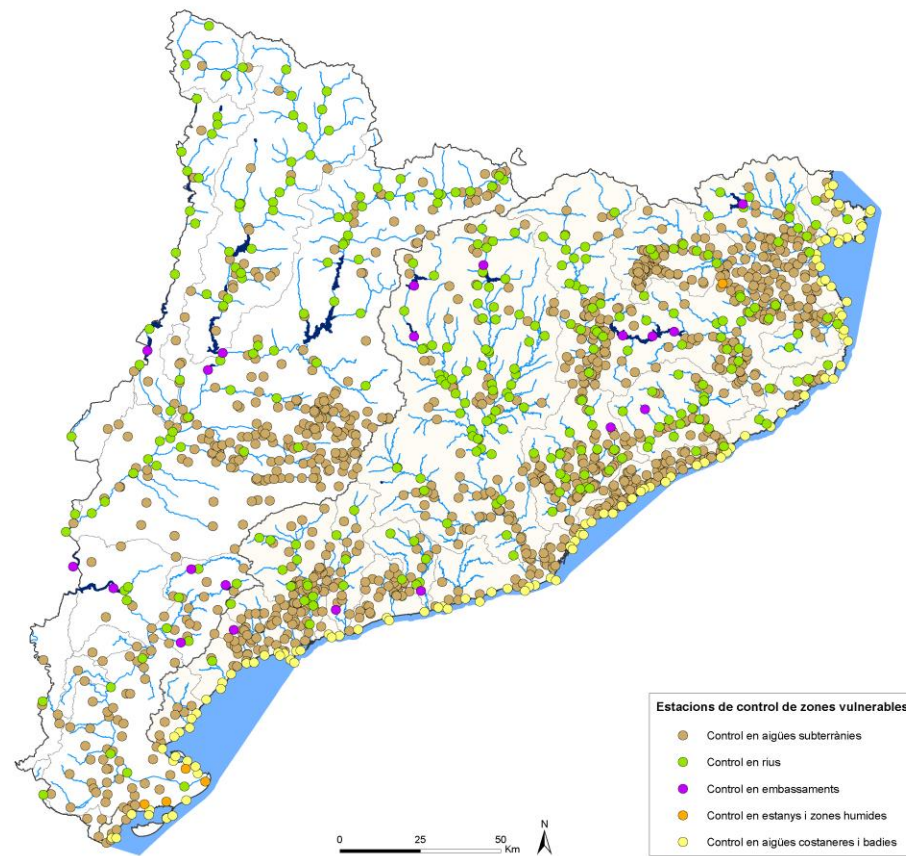 N
0 25 50
Km
Estacions de control de zones vulnerables
Control en aigües subterrànies
Control en rius
Control en embassaments
Control en estanys i zones humides
Control en aigües costaneres i badies